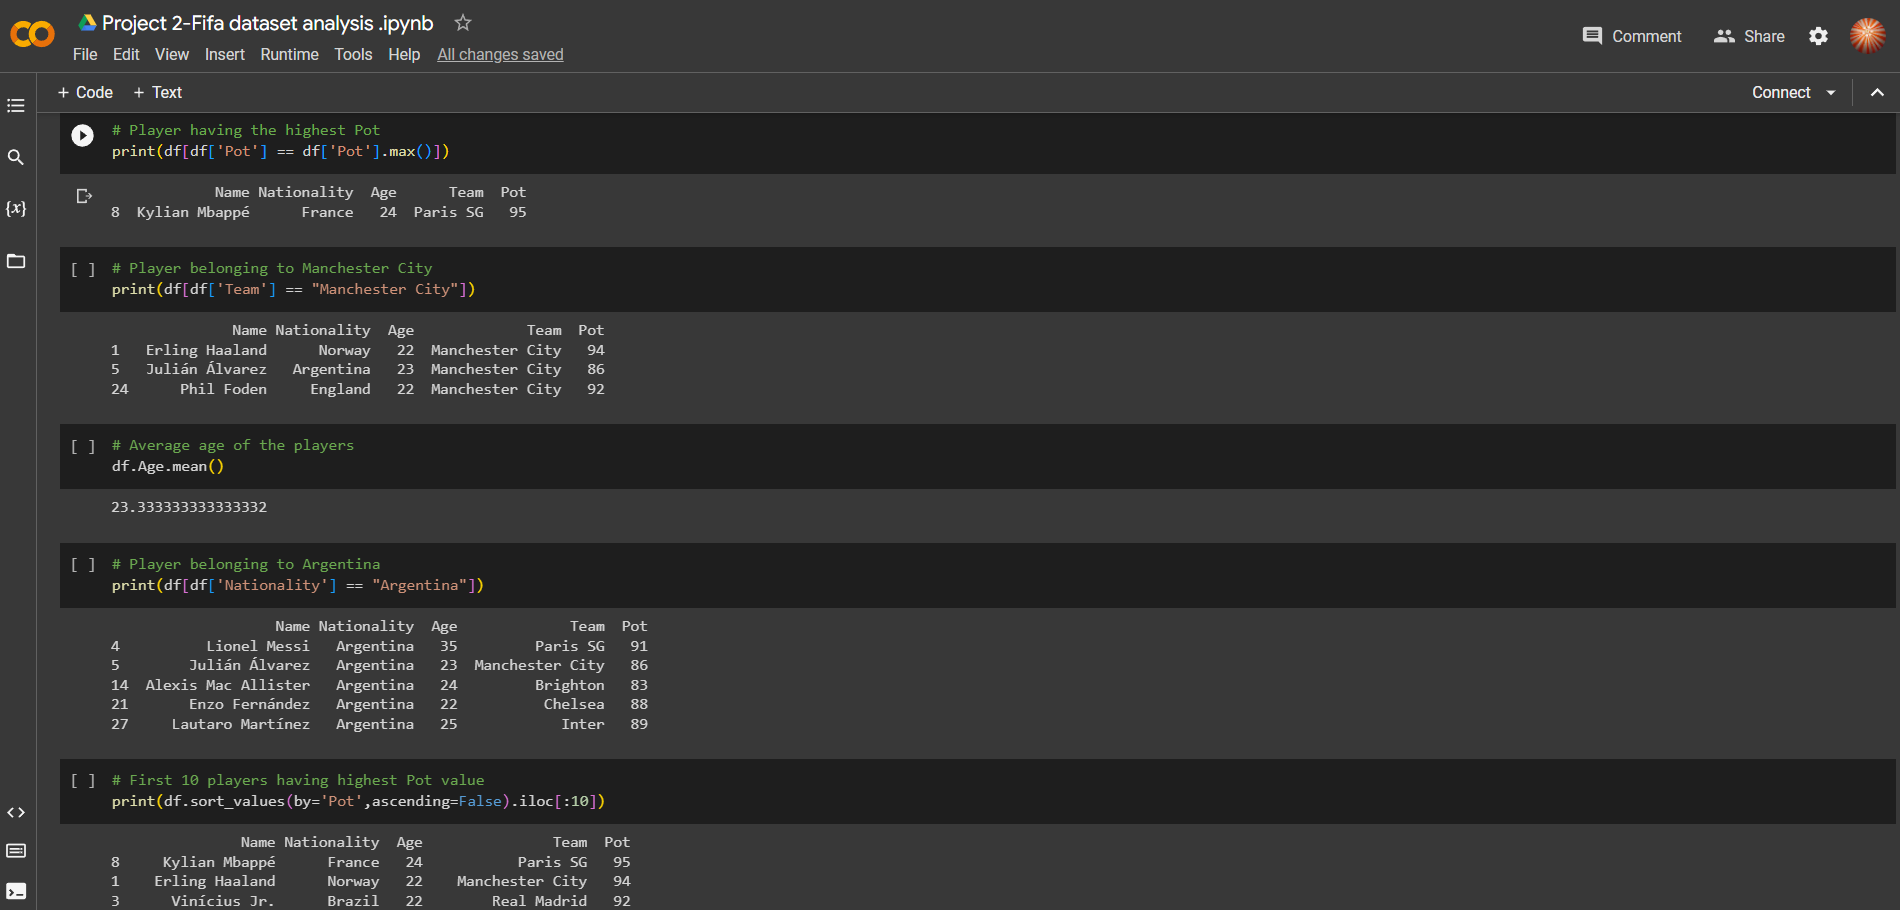 Project 2-Fifa dataset analysis .ipynb
File Edit View Insert Runtime Tools Help All changes saved
Comment Share
+ Code + Text
Connect
# Player having the highest Pot
print(df[df['Pot'] == df['Pot'].max()])
Name Nationality Age Team Pot
8 Kylian Mbappé France 24 Paris SG 95
[ ] # Player belonging to Manchester City
print(df[df['Team'] == "Manchester City"])
Name Nationality Age Team Pot
1 Erling Haaland Norway 22 Manchester City 94
5 Julián Álvarez Argentina 23 Manchester City 86
24 Phil Foden England 22 Manchester City 92
[ ] # Average age of the players
df.Age.mean()
23.333333333333332
[ ] # Player belonging to Argentina
print(df[df['Nationality'] == "Argentina"])
Name Nationality Age Team Pot
4 Lionel Messi Argentina 35 Paris SG 91
5 Julián Álvarez Argentina 23 Manchester City 86
14 Alexis Mac Allister Argentina 24 Brighton 83
21 Enzo Fernández Argentina 22 Chelsea 88
27 Lautaro Martínez Argentina 25 Inter 89
[ ] # First 10 players having highest Pot value
print(df.sort_values(by='Pot',ascending=False).iloc[:10])
Name Nationality Age Team Pot
8 Kylian Mbappé France 24 Paris SG 95
1 Erling Haaland Norway 22 Manchester City 94
3 Vinícius Jr. Brazil 22 Real Madrid 92